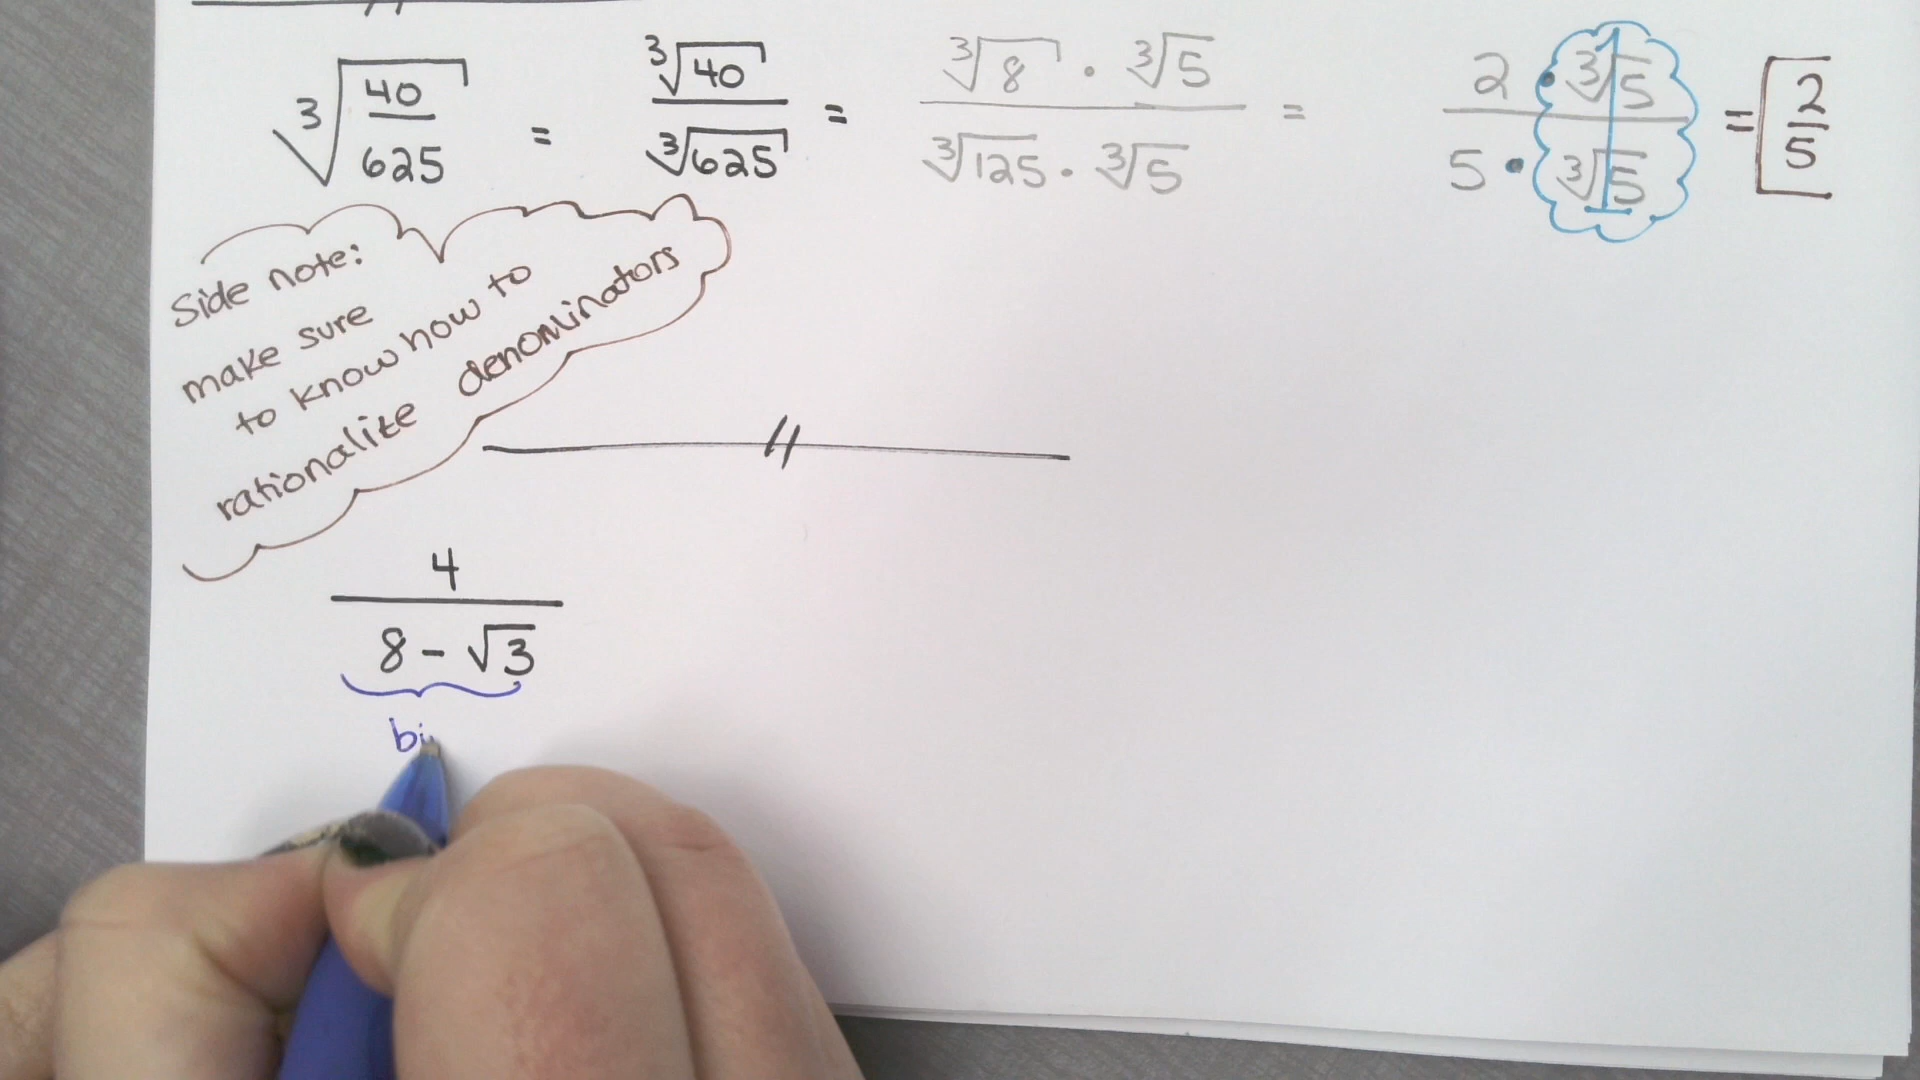 ∛(40/625) = ∛40/∛625 = (∛8 · ∛5)/(∛125 · ∛5) = (2 · ∛5)/(5 · ∛5) = 2/5
1
Side note:
make sure
to know how to
rationalize denominators
4/(8 - √3)
bi